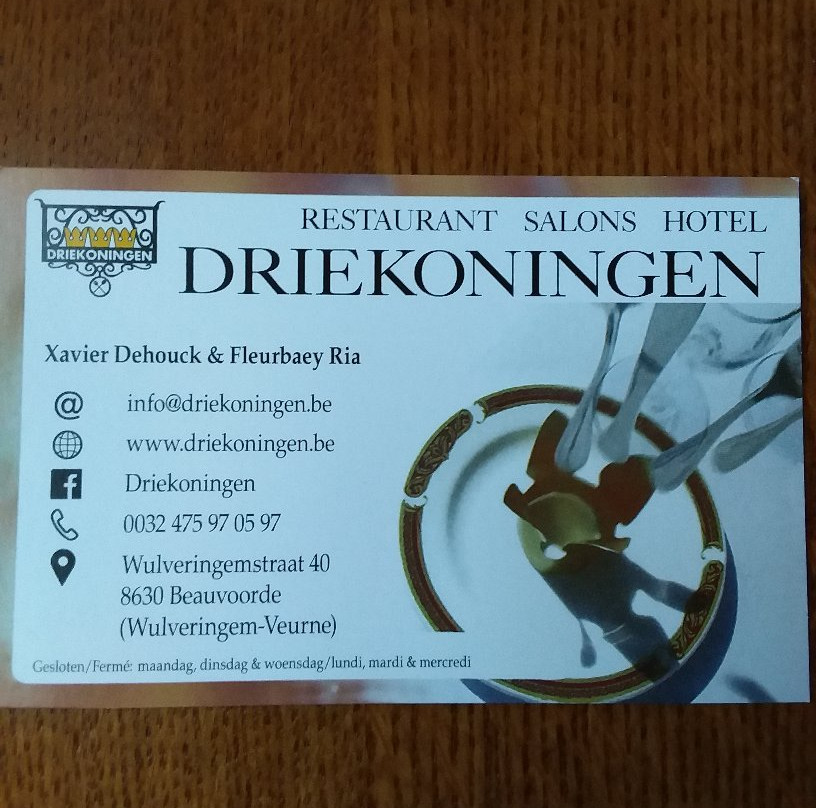 RESTAURANT SALONS HOTEL
DRIEKONINGEN
DRIEKONINGEN
Xavier Dehouck & Fleurbaey Ria
@ info@driekoningen.be
www.driekoningen.be
f Driekoningen
0032 475 97 05 97
Wulveringemstraat 40
8630 Beauvoorde
(Wulveringem-Veurne)
Gesloten/Fermé: maandag, dinsdag & woensdag/lundi, mardi & mercredi